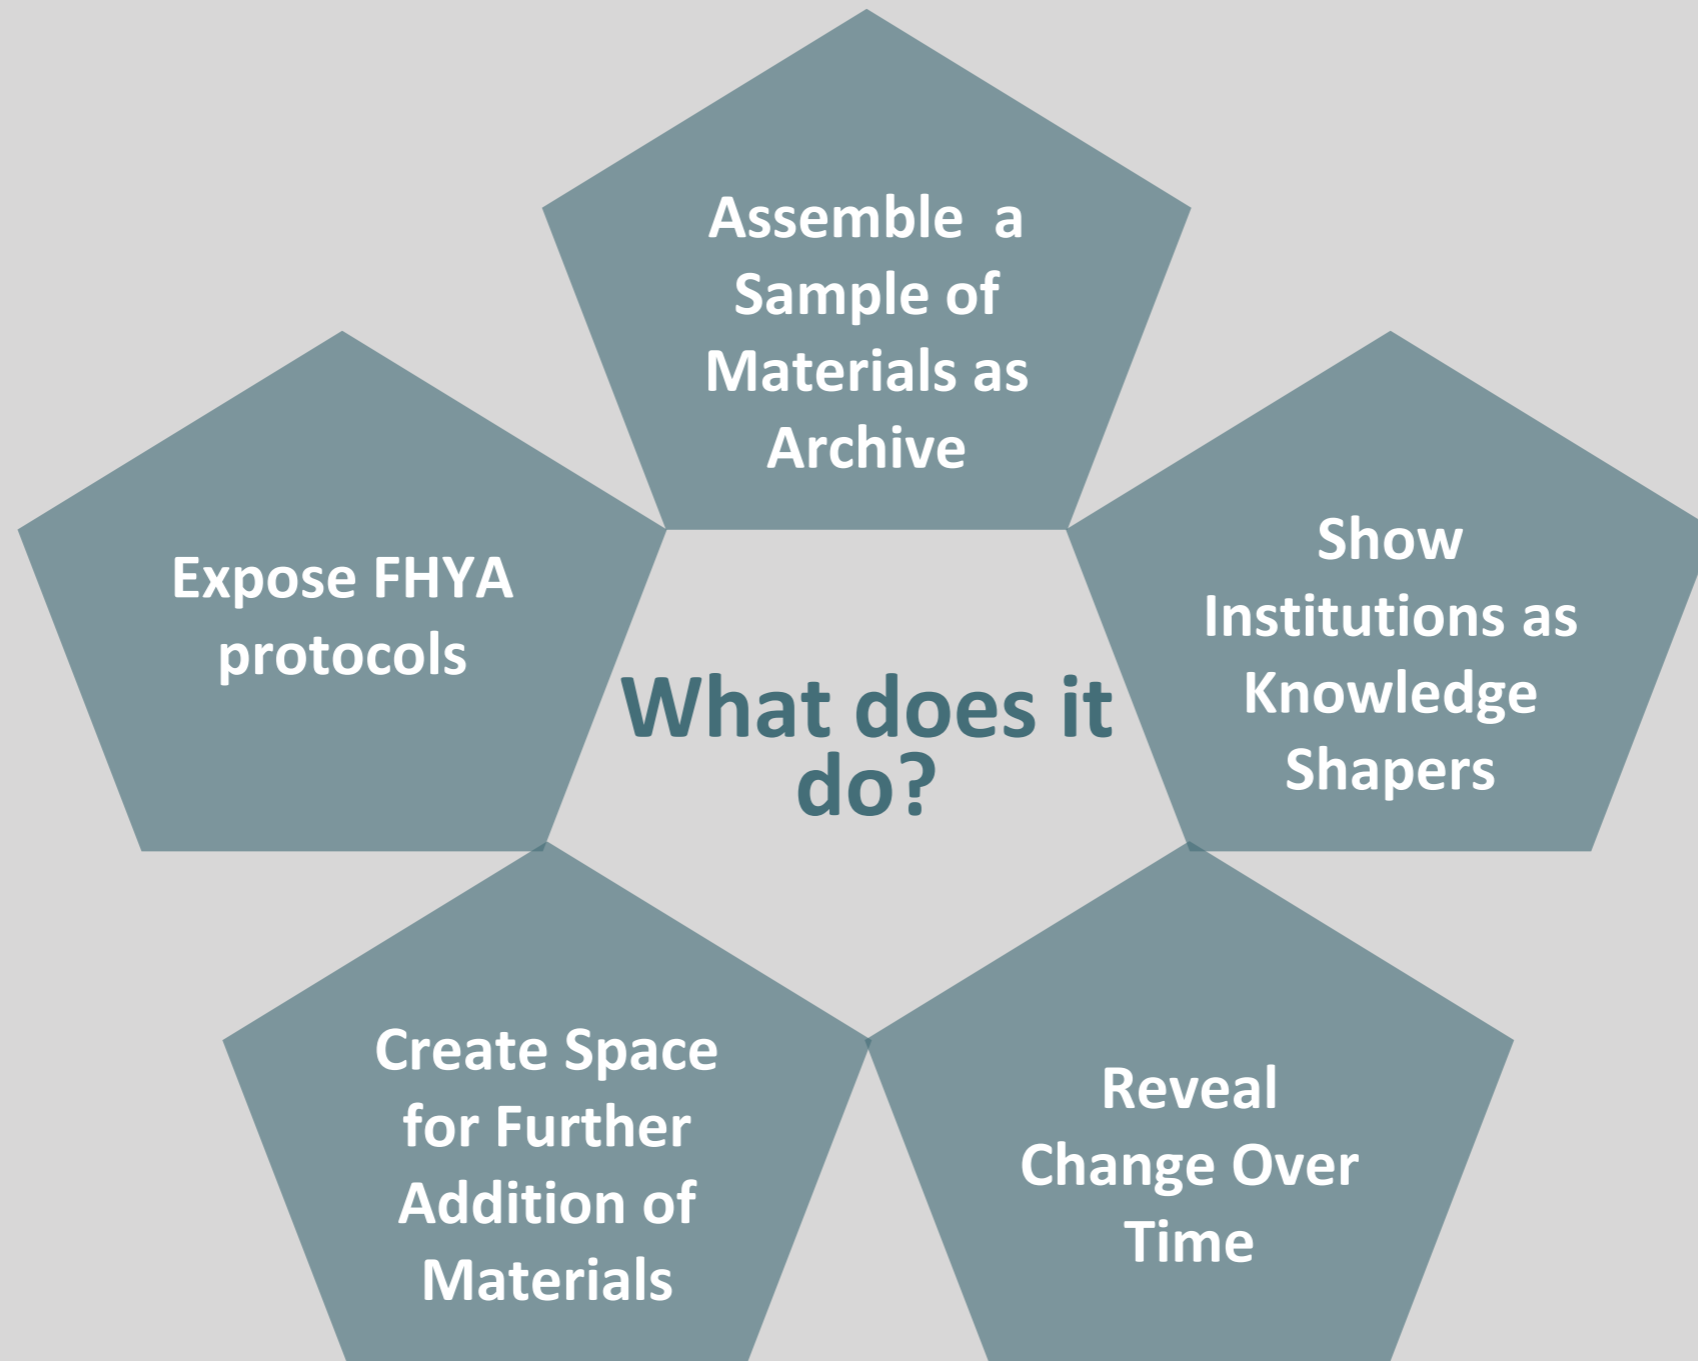 Assemble a
Sample of
Materials as
Archive
Show
Institutions as
Knowledge
Shapers
Reveal
Change Over
Time
Create Space
for Further
Addition of
Materials
Expose FHYA
protocols
What does it
do?